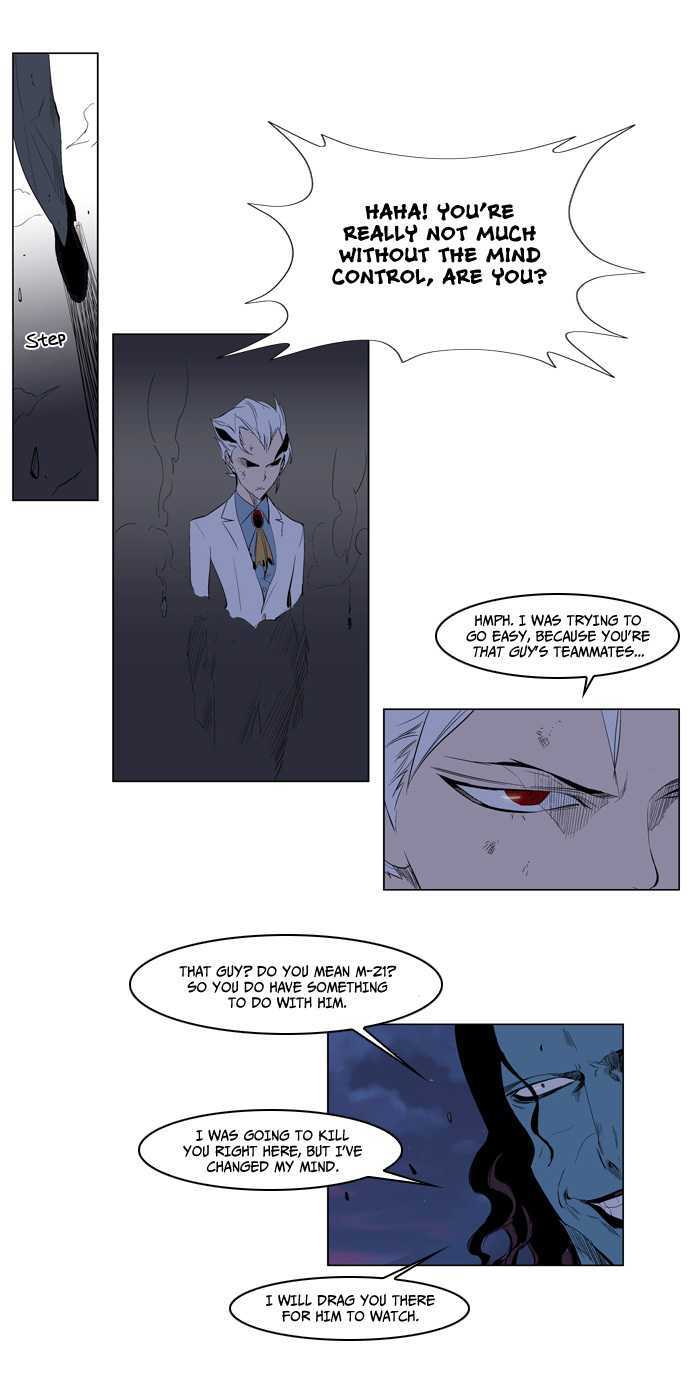 HAHA! YOU'RE
REALLY NOT MUCH
WITHOUT THE MIND
CONTROL, ARE YOU?
Step
HMPH. I WAS TRYING TO
GO EASY, BECAUSE YOU'RE
THAT GUY'S TEAMMATES...
THAT GUY? DO YOU MEAN M-21?
SO YOU DO HAVE SOMETHING
TO DO WITH HIM.
I WAS GOING TO KILL
YOU RIGHT HERE, BUT I'VE
CHANGED MY MIND.
I WILL DRAG YOU THERE
FOR HIM TO WATCH.